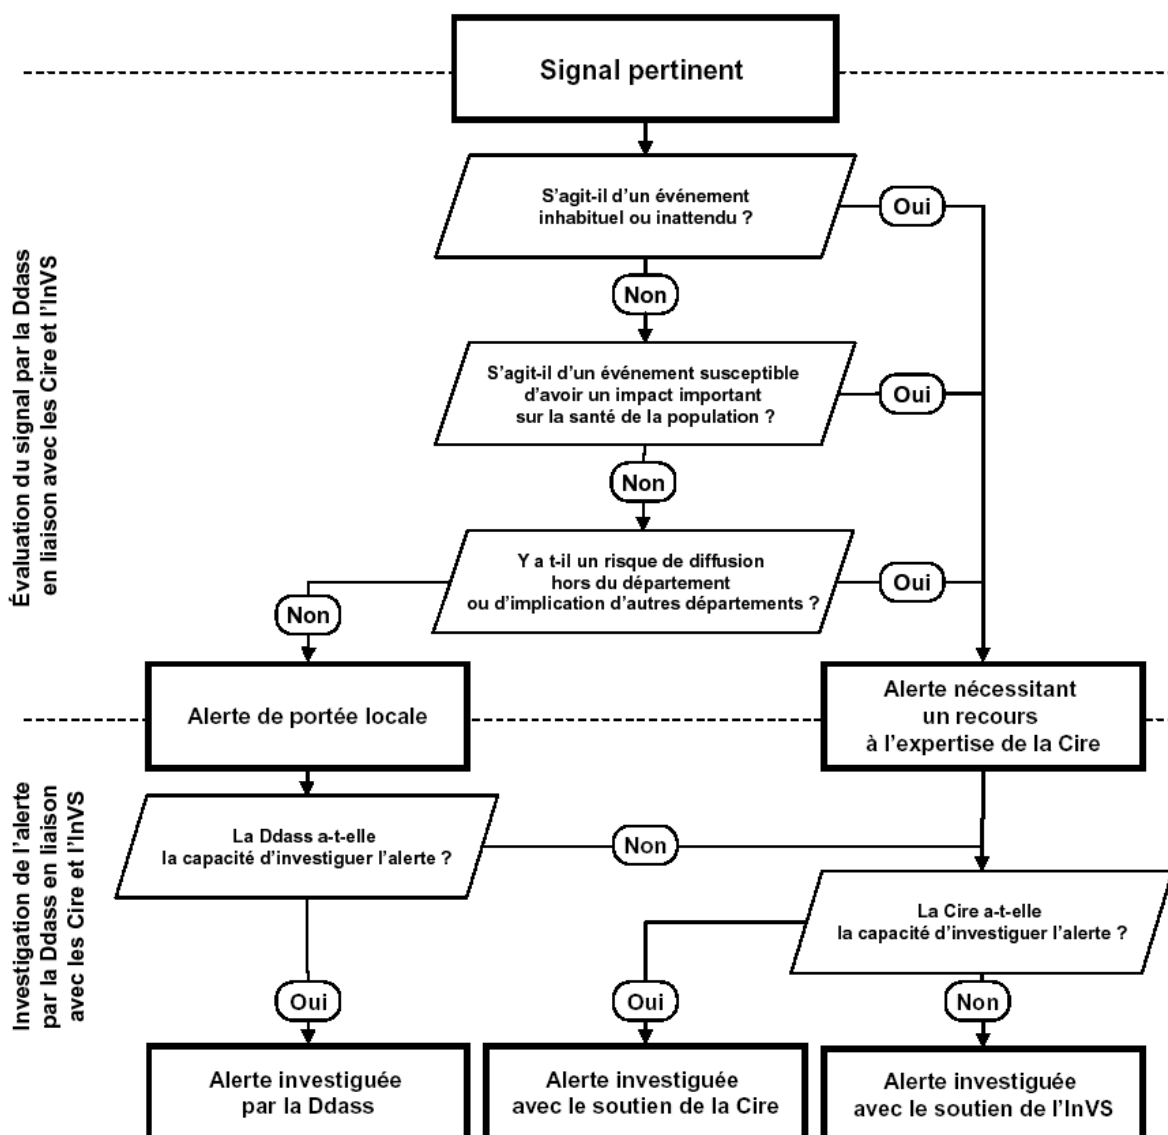 Signal pertinent
S'agit-il d'un événement
inhabituel ou inattendu ?
Oui
Non
S'agit-il d'un événement susceptible
d'avoir un impact important
sur la santé de la population ?
Oui
Non
Y a t-il un risque de diffusion
hors du département
ou d'implication d'autres départements ?
Oui
Non
Évaluation du signal par la Ddass
en liaison avec les Cire et l'InVS
Alerte de portée locale
Alerte nécessitant
un recours
à l'expertise de la Cire
La Ddass a-t-elle
la capacité d'investiguer l'alerte ?
Non
La Cire a-t-elle
la capacité d'investiguer l'alerte ?
Oui
Oui
Non
Investigation de l'alerte
par la Ddass en liaison
avec les Cire et l'InVS
Alerte investiguée
par la Ddass
Alerte investiguée
avec le soutien de la Cire
Alerte investiguée
avec le soutien de l'InVS